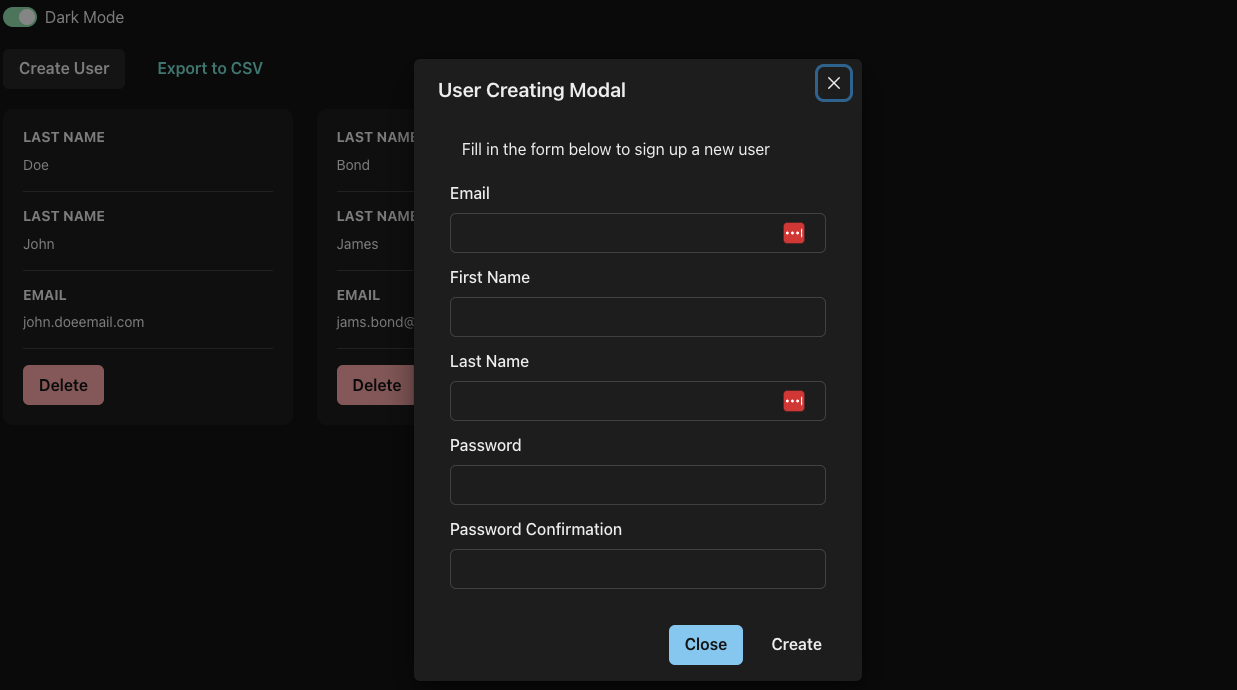 Dark Mode
Create User
Export to CSV
LAST NAME
Doe
LAST NAME
John
EMAIL
john.doeemail.com
Delete
LAST NAME
Bond
LAST NAME
James
EMAIL
jams.bond@
Delete
User Creating Modal
Fill in the form below to sign up a new user
Email
First Name
Last Name
Password
Password Confirmation
Close
Create